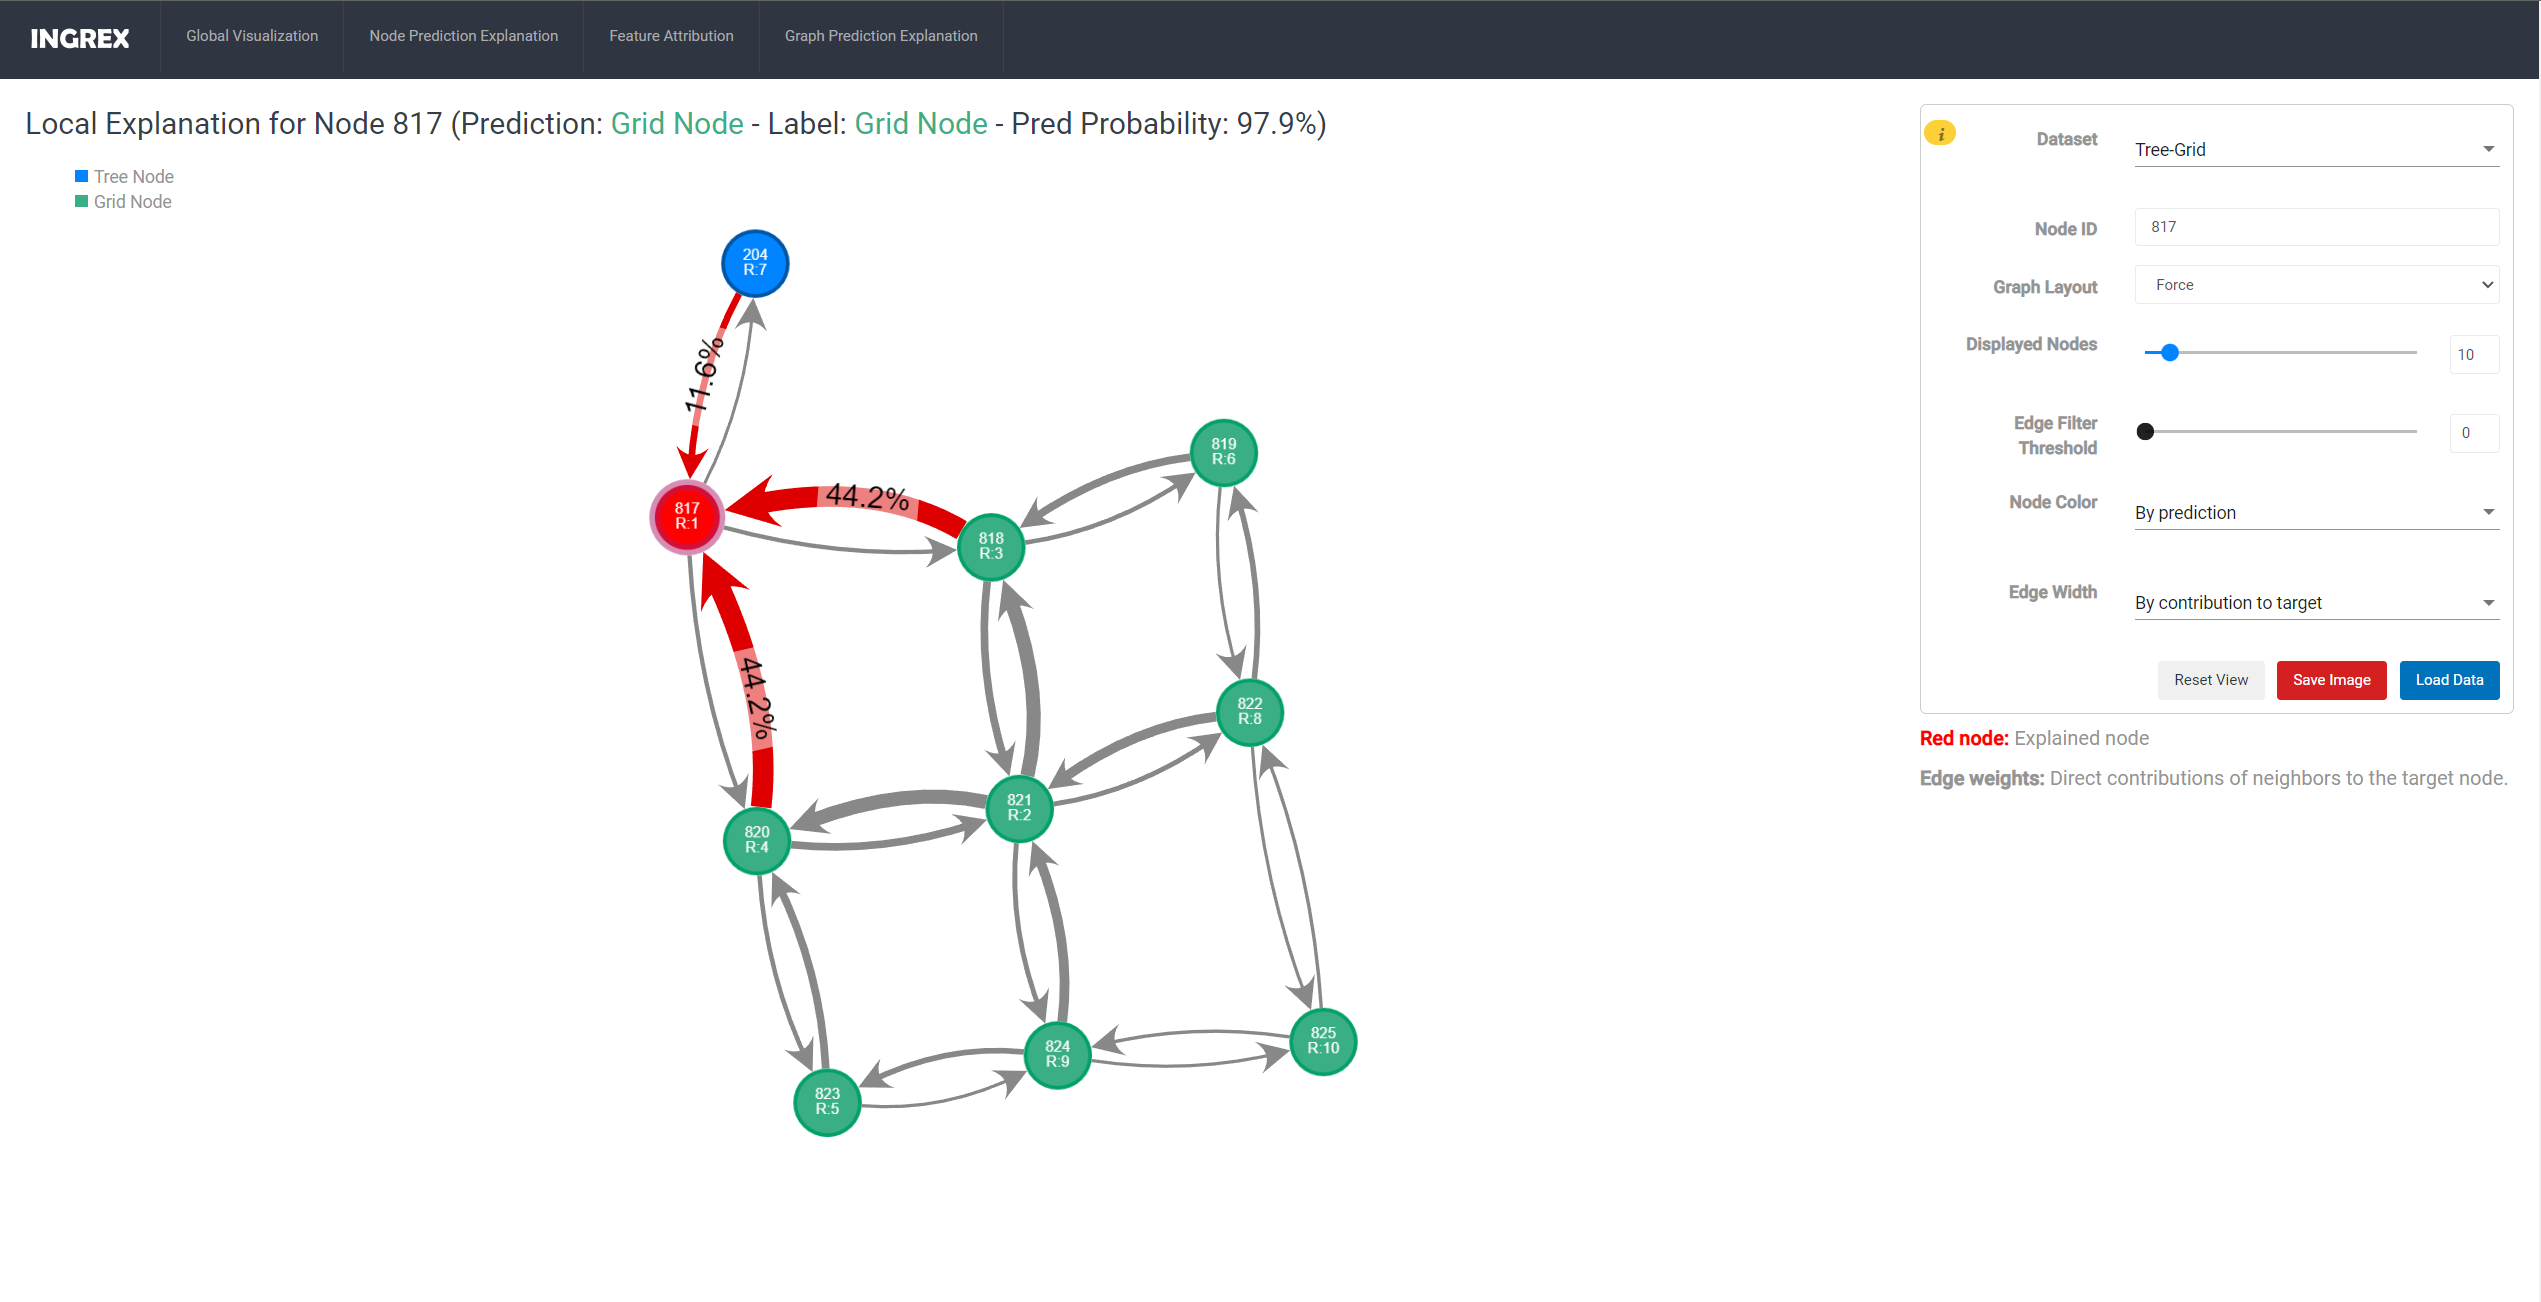 INGREX
Global Visualization
Node Prediction Explanation
Feature Attribution
Graph Prediction Explanation
Local Explanation for Node 817 (Prediction: Grid Node - Label: Grid Node - Pred Probability: 97.9%)
Tree Node
Grid Node
204
R:7
11.6%
817
R:1
44.2%
818
R:3
819
R:6
44.2%
822
R:8
821
R:2
820
R:4
825
R:10
824
R:9
823
R:5
i
Dataset
Tree-Grid
Node ID
817
Graph Layout
Force
Displayed Nodes
10
Edge Filter
Threshold
0
Node Color
By prediction
Edge Width
By contribution to target
Reset View
Save Image
Load Data
Red node: Explained node
Edge weights: Direct contributions of neighbors to the target node.